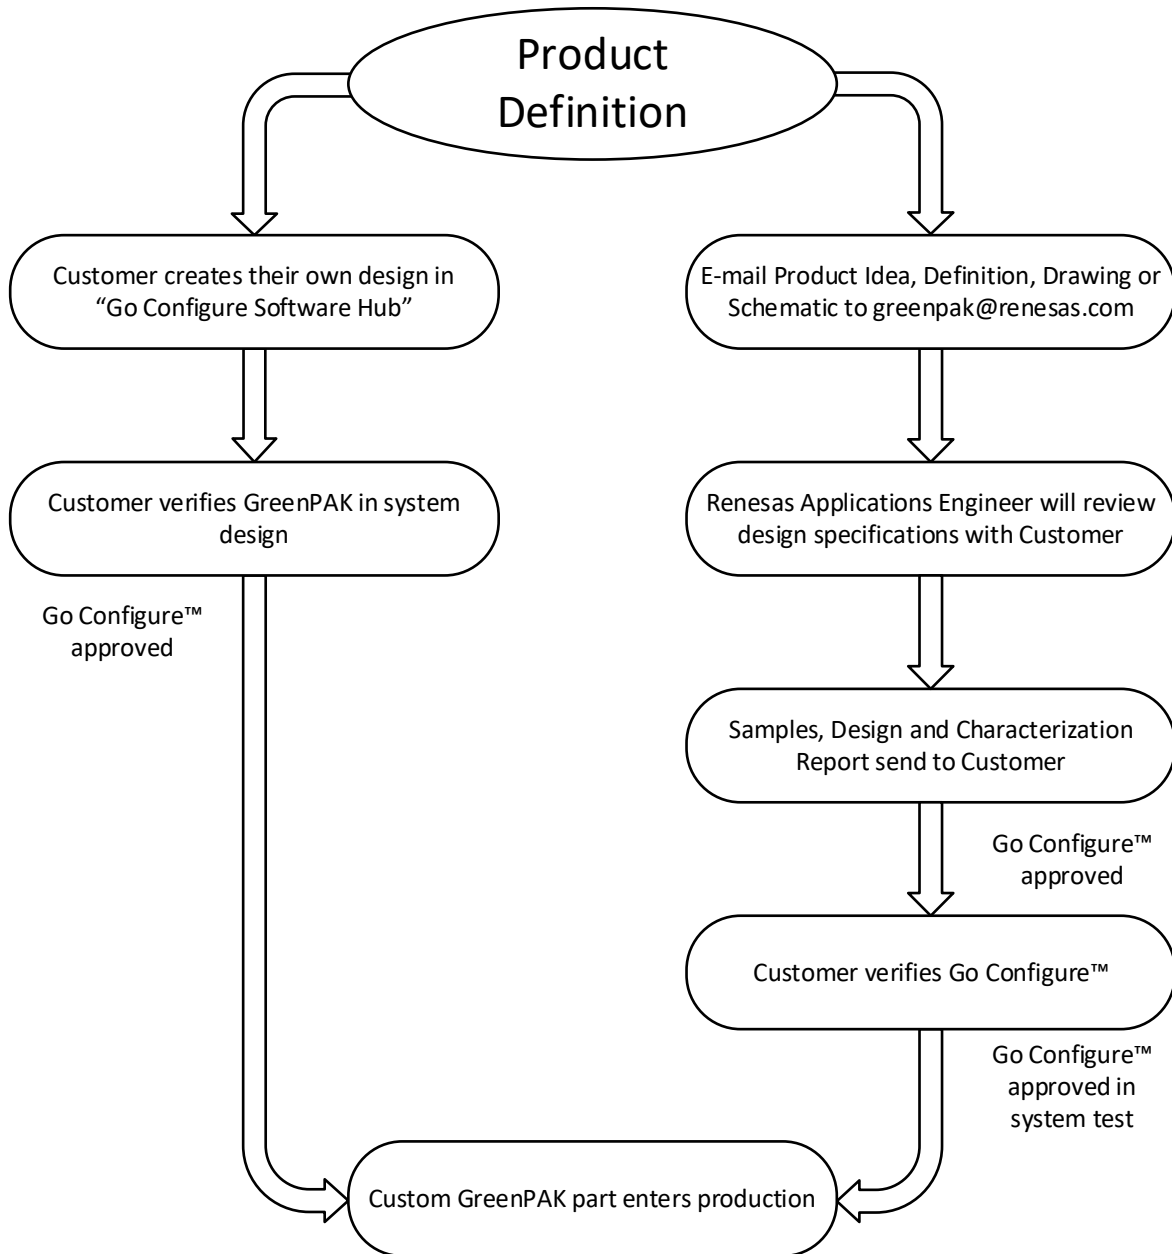 Product
Definition
Customer creates their own design in
“Go Configure Software Hub”
Customer verifies GreenPAK in system
design
Go Configure™
approved
E-mail Product Idea, Definition, Drawing or
Schematic to greenpak@renesas.com
Renesas Applications Engineer will review
design specifications with Customer
Samples, Design and Characterization
Report send to Customer
Go Configure™
approved
Customer verifies Go Configure™
Go Configure™
approved in
system test
Custom GreenPAK part enters production